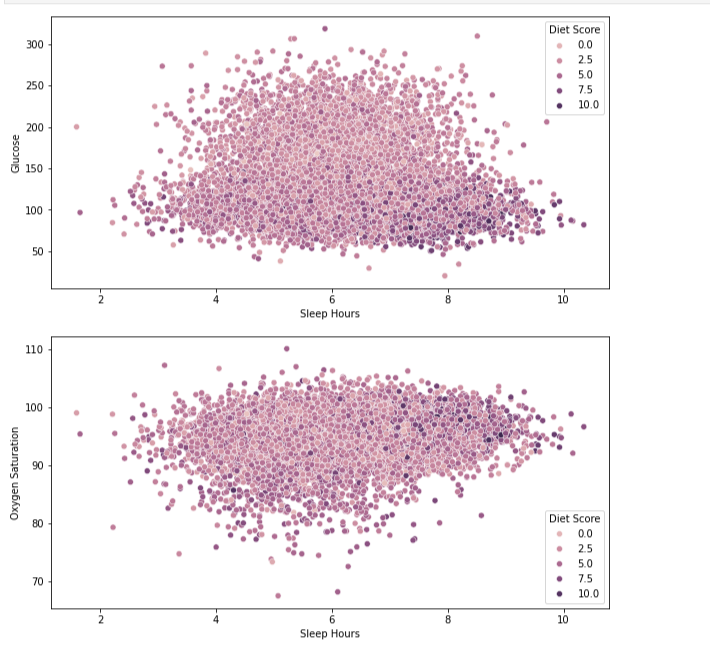 Diet Score
0.0
2.5
5.0
7.5
10.0
300
250
200
150
100
50
Glucose
2 4 6 8 10
Sleep Hours
110
100
90
80
70
Oxygen Saturation
Diet Score
0.0
2.5
5.0
7.5
10.0
2 4 6 8 10
Sleep Hours